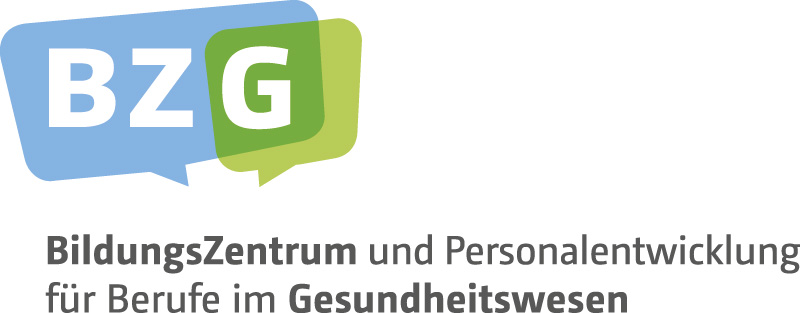 BZG
BildungsZentrum und Personalentwicklung
für Berufe im Gesundheitswesen